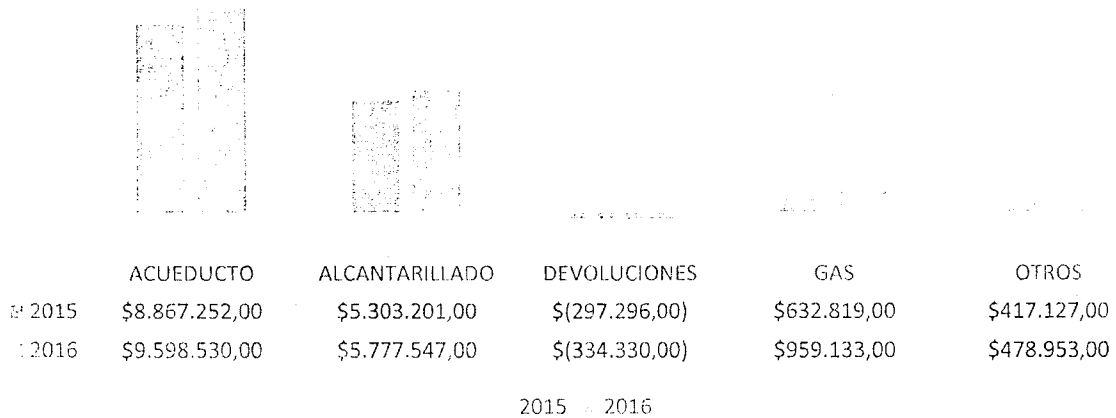 ACUEDUCTO ALCANTARILLADO DEVOLUCIONES GAS OTROS
2015 $8.867.252,00 $5.303.201,00 $(297.296,00) $632.819,00 $417.127,00
2016 $9.598.530,00 $5.777.547,00 $(334.330,00) $959.133,00 $478.953,00
2015 2016